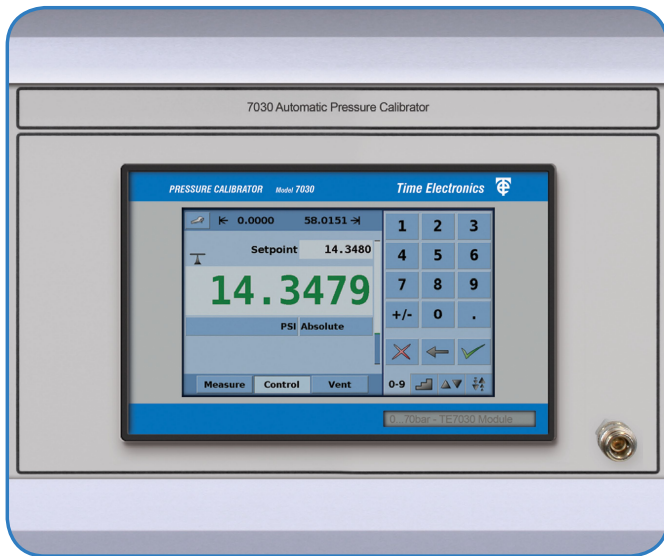 7030 Automatic Pressure Calibrator
PRESSURE CALIBRATOR Model 7030 Time Electronics
0.0000 58.0151
Setpoint 14.3480
14.3479
PSI Absolute
Measure Control Vent
1 2 3
4 5 6
7 8 9
+/- 0 .
0-9
0...70bar - TE7030 Module